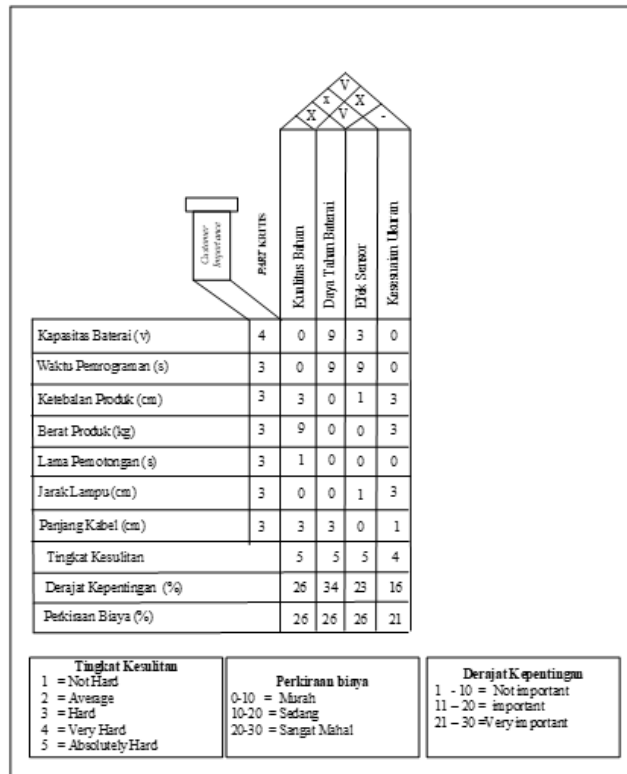 V
x X
X V -
Customer
Importance
PART KRITIS
Kualitas Bahan
Daya Tahan Baterai
Efek Sensor
Kesesuaian Ukuran
Kapasitas Baterai (v) 4 0 9 3 0
Waktu Pemrograman (s) 3 0 9 9 0
Ketebalan Produk (cm) 3 3 0 1 3
Berat Produk (kg) 3 9 0 0 3
Lama Pemotongan (s) 3 1 0 0 0
Jarak Lampu (cm) 3 0 0 1 3
Panjang Kabel (cm) 3 3 3 0 1
Tingkat Kesulitan 5 5 5 4
Derajat Kepentingan (%) 26 34 23 16
Perkiraan Biaya (%) 26 26 26 21
Tingkat Kesulitan
1 = Not Hard
2 = Average
3 = Hard
4 = Very Hard
5 = Absolutely Hard
Perkiraan biaya
0-10 = Murah
10-20 = Sedang
20-30 = Sangat Mahal
Derajat Kepentingan
1 - 10 = Not important
11 – 20 = important
21 – 30 =Very important